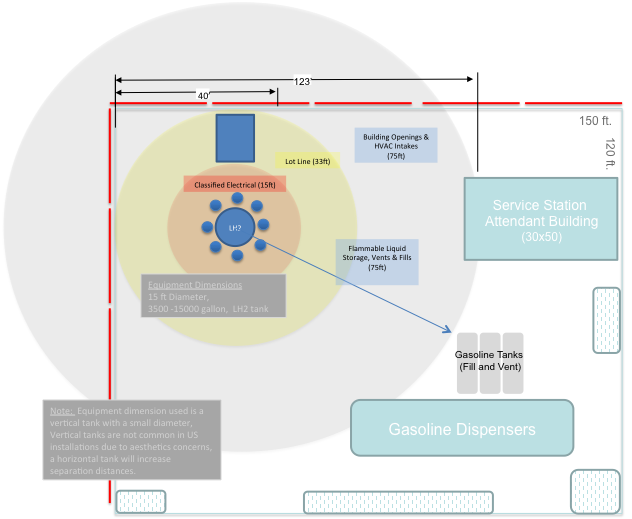 123'
40'
150 ft.
120 ft.
Building Openings &
HVAC Intakes
(75ft)
Lot Line (33ft)
Classified Electrical (15ft)
Service Station
Attendant Building
(30x50)
LH2
Flammable Liquid
Storage, Vents & Fills
(75ft)
Equipment Dimensions
15 ft Diameter,
3500 -15000 gallon, LH2 tank
Gasoline Tanks
(Fill and Vent)
Note: Equipment dimension used is a
vertical tank with a small diameter,
Vertical tanks are not common in US
installations due to aesthetics concerns,
a horizontal tank will increase
separation distances.
Gasoline Dispensers